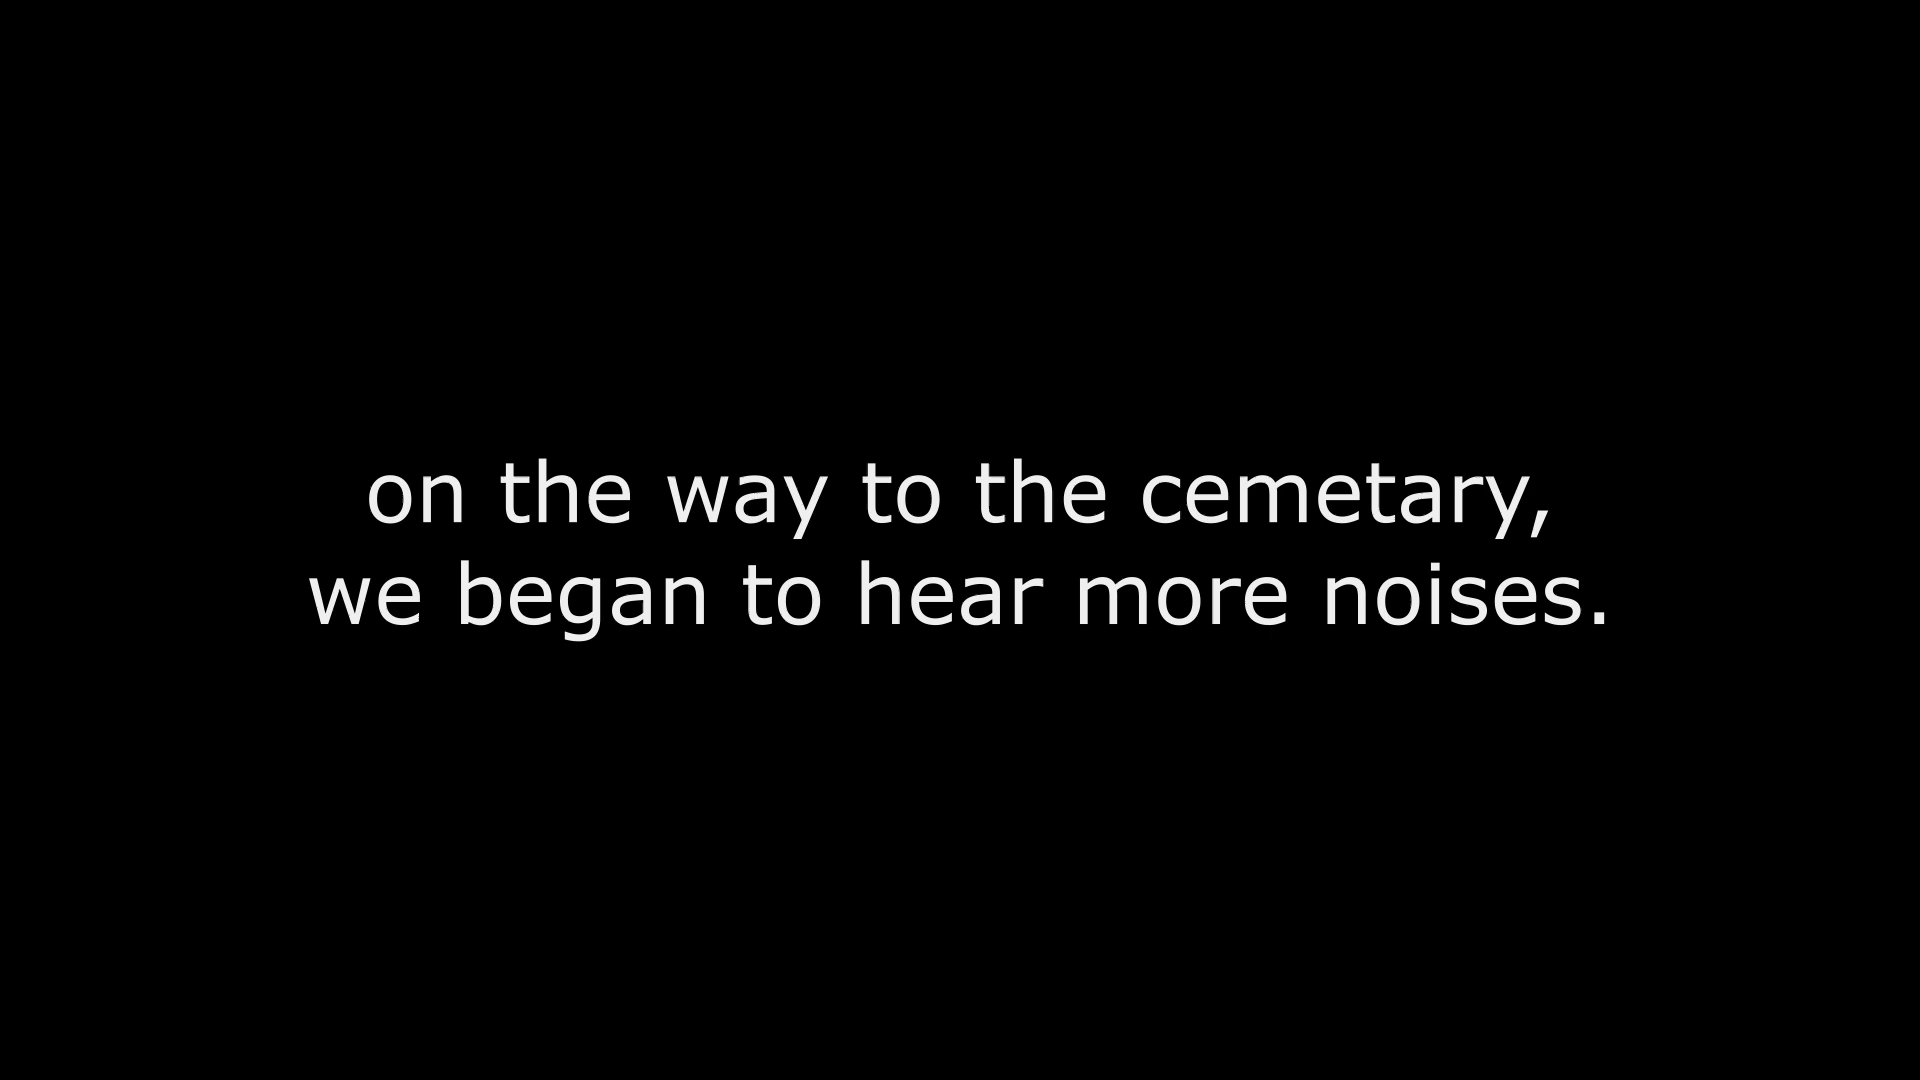 on the way to the cemetary,
we began to hear more noises.